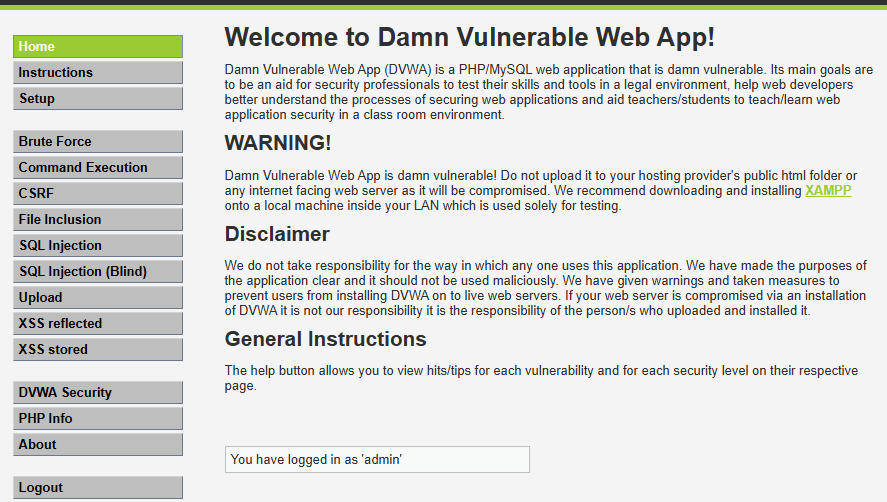 Home
Instructions
Setup
Brute Force
Command Execution
CSRF
File Inclusion
SQL Injection
SQL Injection (Blind)
Upload
XSS reflected
XSS stored
DVWA Security
PHP Info
About
Logout
Welcome to Damn Vulnerable Web App!
Damn Vulnerable Web App (DVWA) is a PHP/MySQL web application that is damn vulnerable. Its main goals are
to be an aid for security professionals to test their skills and tools in a legal environment, help web developers
better understand the processes of securing web applications and aid teachers/students to teach/learn web
application security in a class room environment.
WARNING!
Damn Vulnerable Web App is damn vulnerable! Do not upload it to your hosting provider's public html folder or
any internet facing web server as it will be compromised. We recommend downloading and installing XAMPP
onto a local machine inside your LAN which is used solely for testing.
Disclaimer
We do not take responsibility for the way in which any one uses this application. We have made the purposes of
the application clear and it should not be used maliciously. We have given warnings and taken measures to
prevent users from installing DVWA on to live web servers. If your web server is compromised via an installation
of DVWA it is not our responsibility it is the responsibility of the person/s who uploaded and installed it.
General Instructions
The help button allows you to view hits/tips for each vulnerability and for each security level on their respective
page.
You have logged in as 'admin'